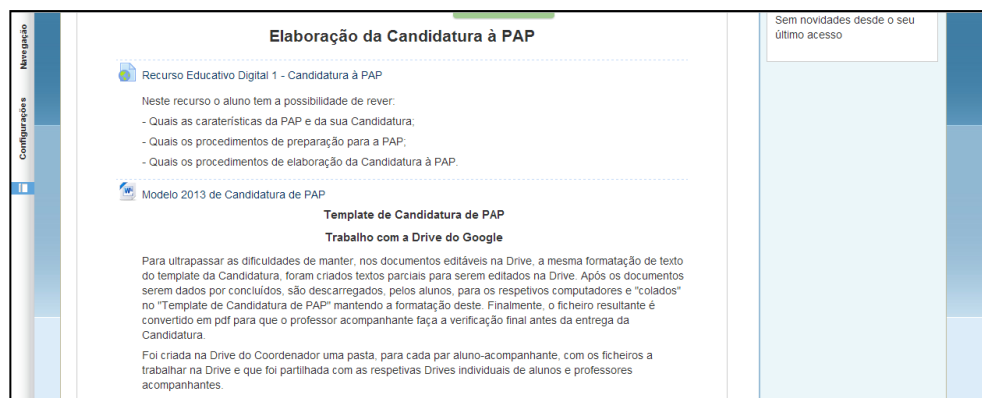 Navegação
Configurações
Elaboração da Candidatura à PAP
Recurso Educativo Digital 1 - Candidatura à PAP
Neste recurso o aluno tem a possibilidade de rever:
- Quais as caraterísticas da PAP e da sua Candidatura;
- Quais os procedimentos de preparação para a PAP;
- Quais os procedimentos de elaboração da Candidatura à PAP.
Modelo 2013 de Candidatura de PAP
Template de Candidatura de PAP
Trabalho com a Drive do Google
Para ultrapassar as dificuldades de manter, nos documentos editáveis na Drive, a mesma formatação de texto
do template da Candidatura, foram criados textos parciais para serem editados na Drive. Após os documentos
serem dados por concluídos, são descarregados, pelos alunos, para os respetivos computadores e "colados"
no "Template de Candidatura de PAP" mantendo a formatação deste. Finalmente, o ficheiro resultante é
convertido em pdf para que o professor acompanhante faça a verificação final antes da entrega da
Candidatura.
Foi criada na Drive do Coordenador uma pasta, para cada par aluno-acompanhante, com os ficheiros a
trabalhar na Drive e que foi partilhada com as respetivas Drives individuais de alunos e professores
acompanhantes.
Sem novidades desde o seu
último acesso